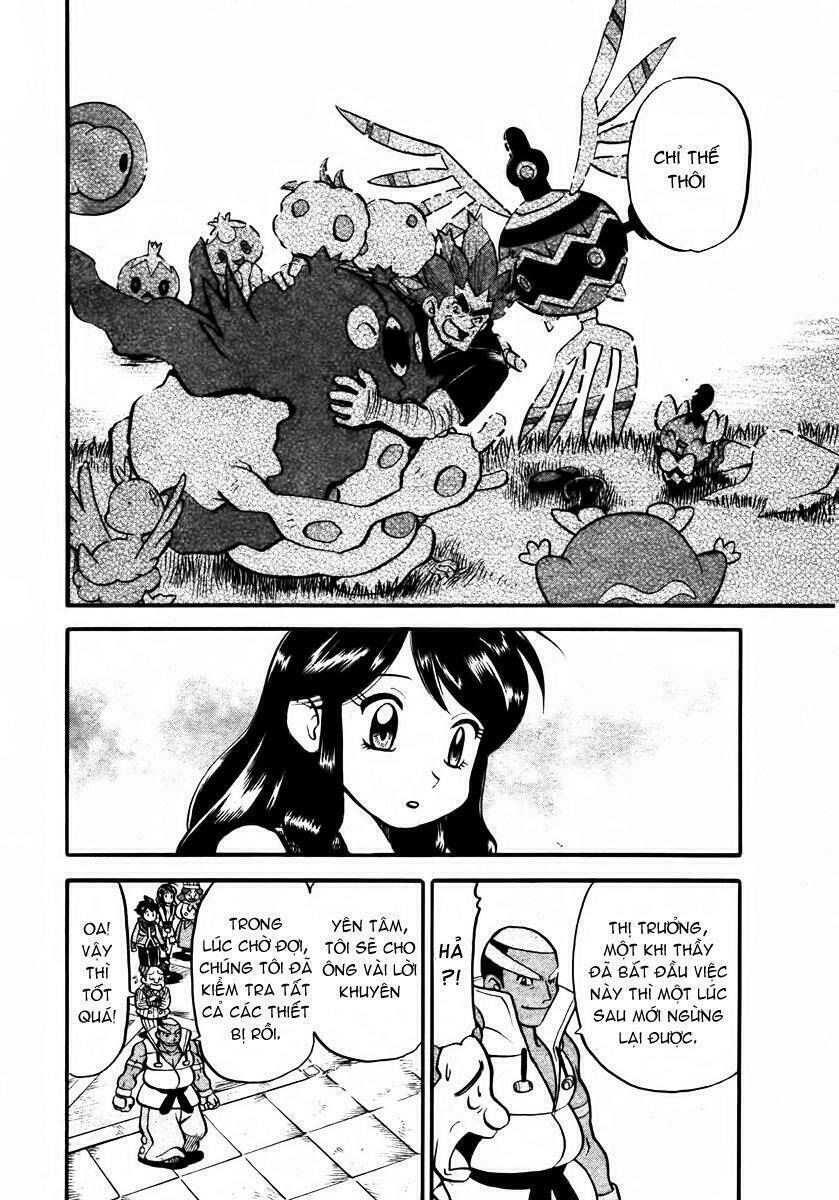 CHỈ THẾ
THÔI
THỊ TRƯỞNG,
MỘT KHI THẦY
ĐÃ BẮT ĐẦU VIỆC
NÀY THÌ MỘT LÚC
SAU MỚI NGỪNG
LẠI ĐƯỢC.
HẢ
?!
YÊN TÂM,
TÔI SẼ CHO
ÔNG VÀI LỜI
KHUYÊN
TRONG
LÚC CHỜ ĐỢI,
CHÚNG TÔI ĐÃ
KIỂM TRA TẤT
CẢ CÁC THIẾT
BỊ RỒI.
OA!
VẬY
THÌ
TỐT
QUÁ!